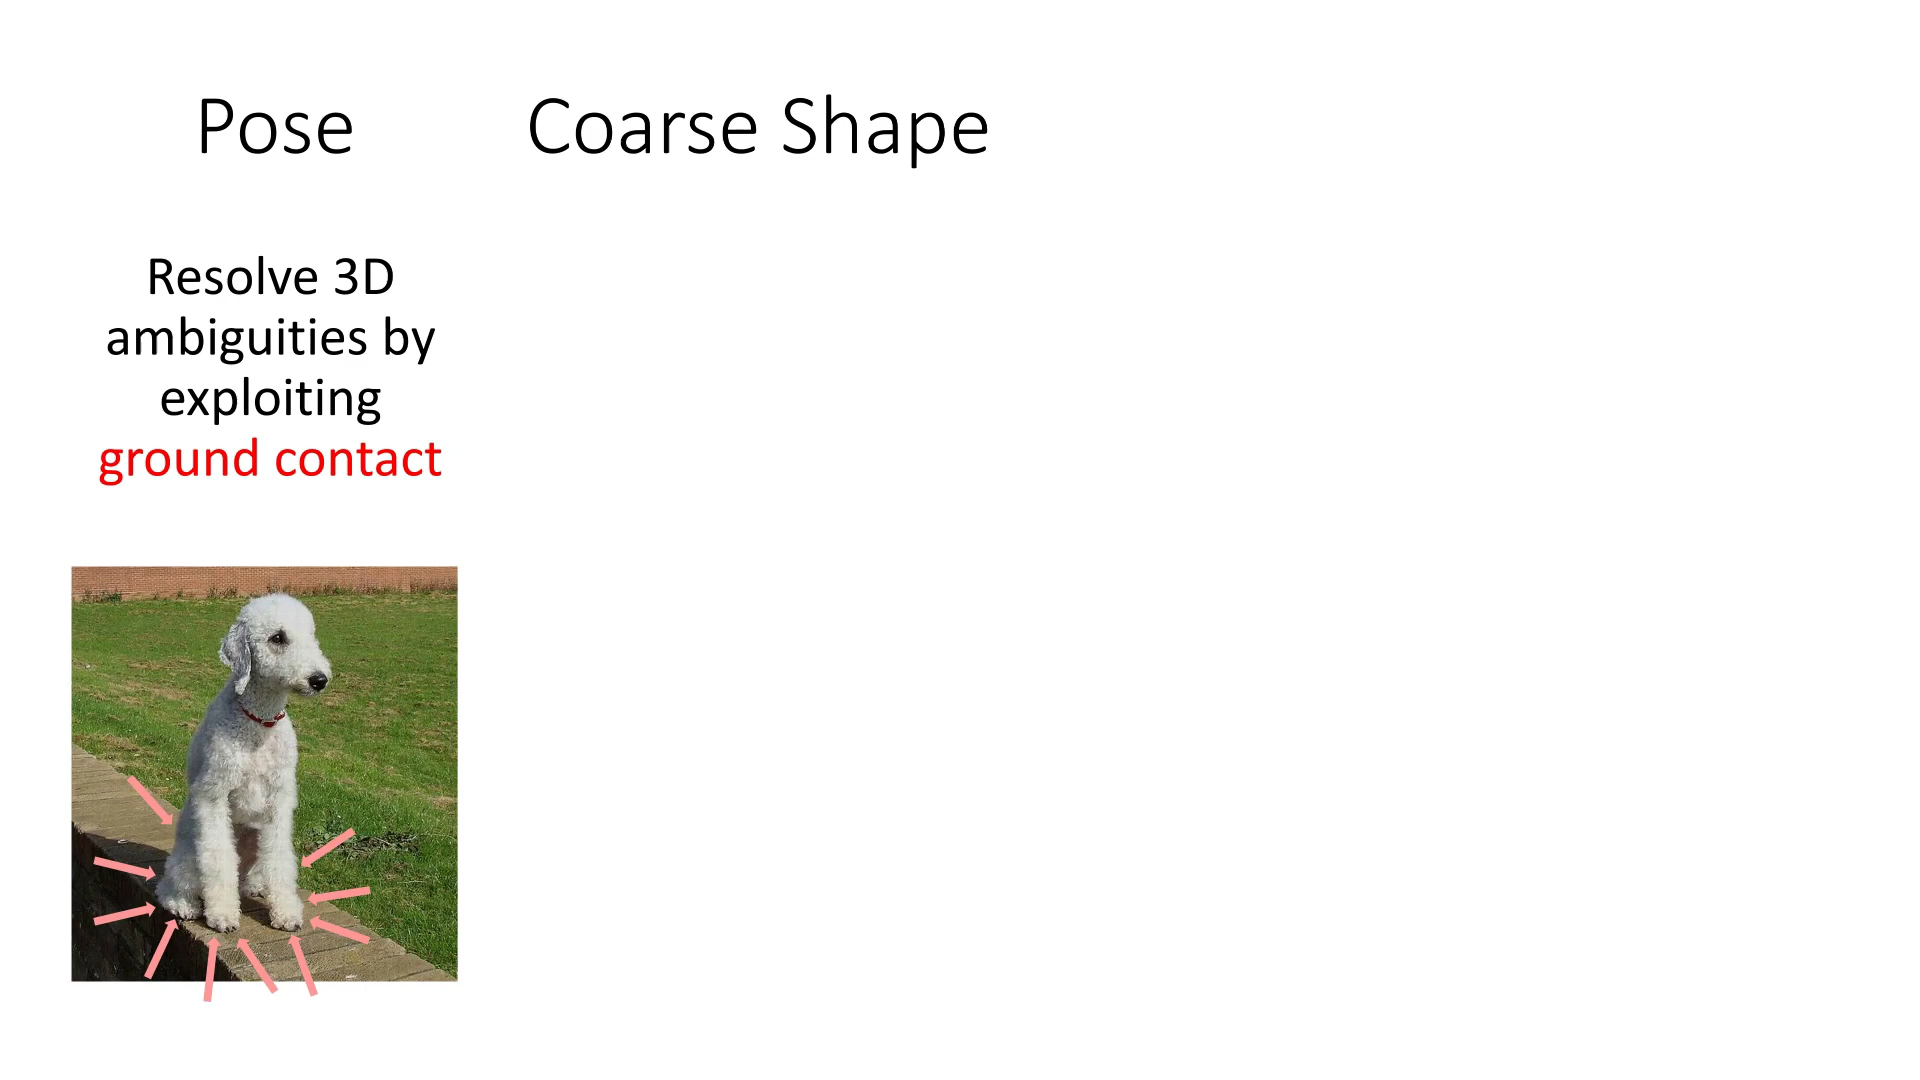 Pose
Coarse Shape
Resolve 3D
ambiguities by
exploiting
ground contact